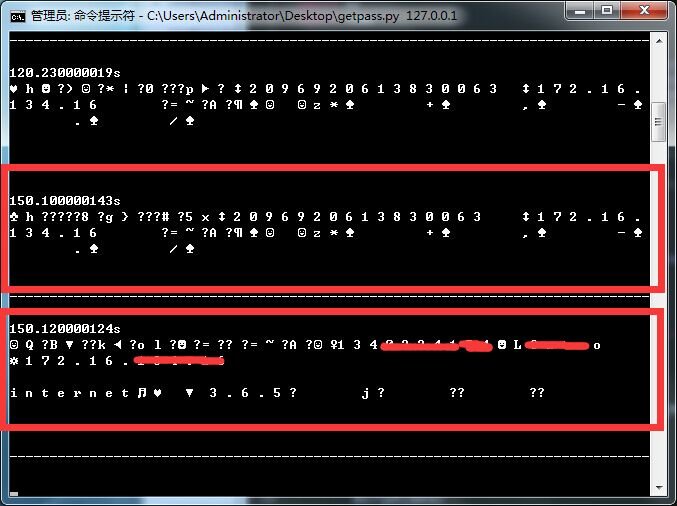 管理员: 命令提示符 - C:\Users\Administrator\Desktop\getpass.py 127.0.0.1
120.230000019s
♥ h ☻ ?) ☺ ?* ¦ ?0 ???p ► ? ↕ 2 0 9 6 9 2 0 6 1 3 8 3 0 0 6 3 ↕ 1 7 2 . 1 6 .
1 3 4 . 1 6 ?= ~ ?A ?¶ ♠ ☺ ☺ z * ♠ + ♠ , ♠ - ♠
. ♠ / ♠
150.100000143s
♣ h ?????8 ?g } ???# ?5 x ↕ 2 0 9 6 9 2 0 6 1 3 8 3 0 0 6 3 ↕ 1 7 2 . 1 6 .
1 3 4 . 1 6 ?= ~ ?A ?¶ ♠ ☺ ☺ z * ♠ + ♠ , ♠ - ♠
. ♠ / ♠
150.120000124s
☺ Q ?B ▼ ??k ◄ ?o l ?☻ ?= ?? ?= ~ ?A ?☺ ♀1 3 4 ☻ L o
☼ 1 7 2 . 1 6 .
i n t e r n e t ♬ ♥ ▼ 3 . 6 . 5 ? j ? ?? ??